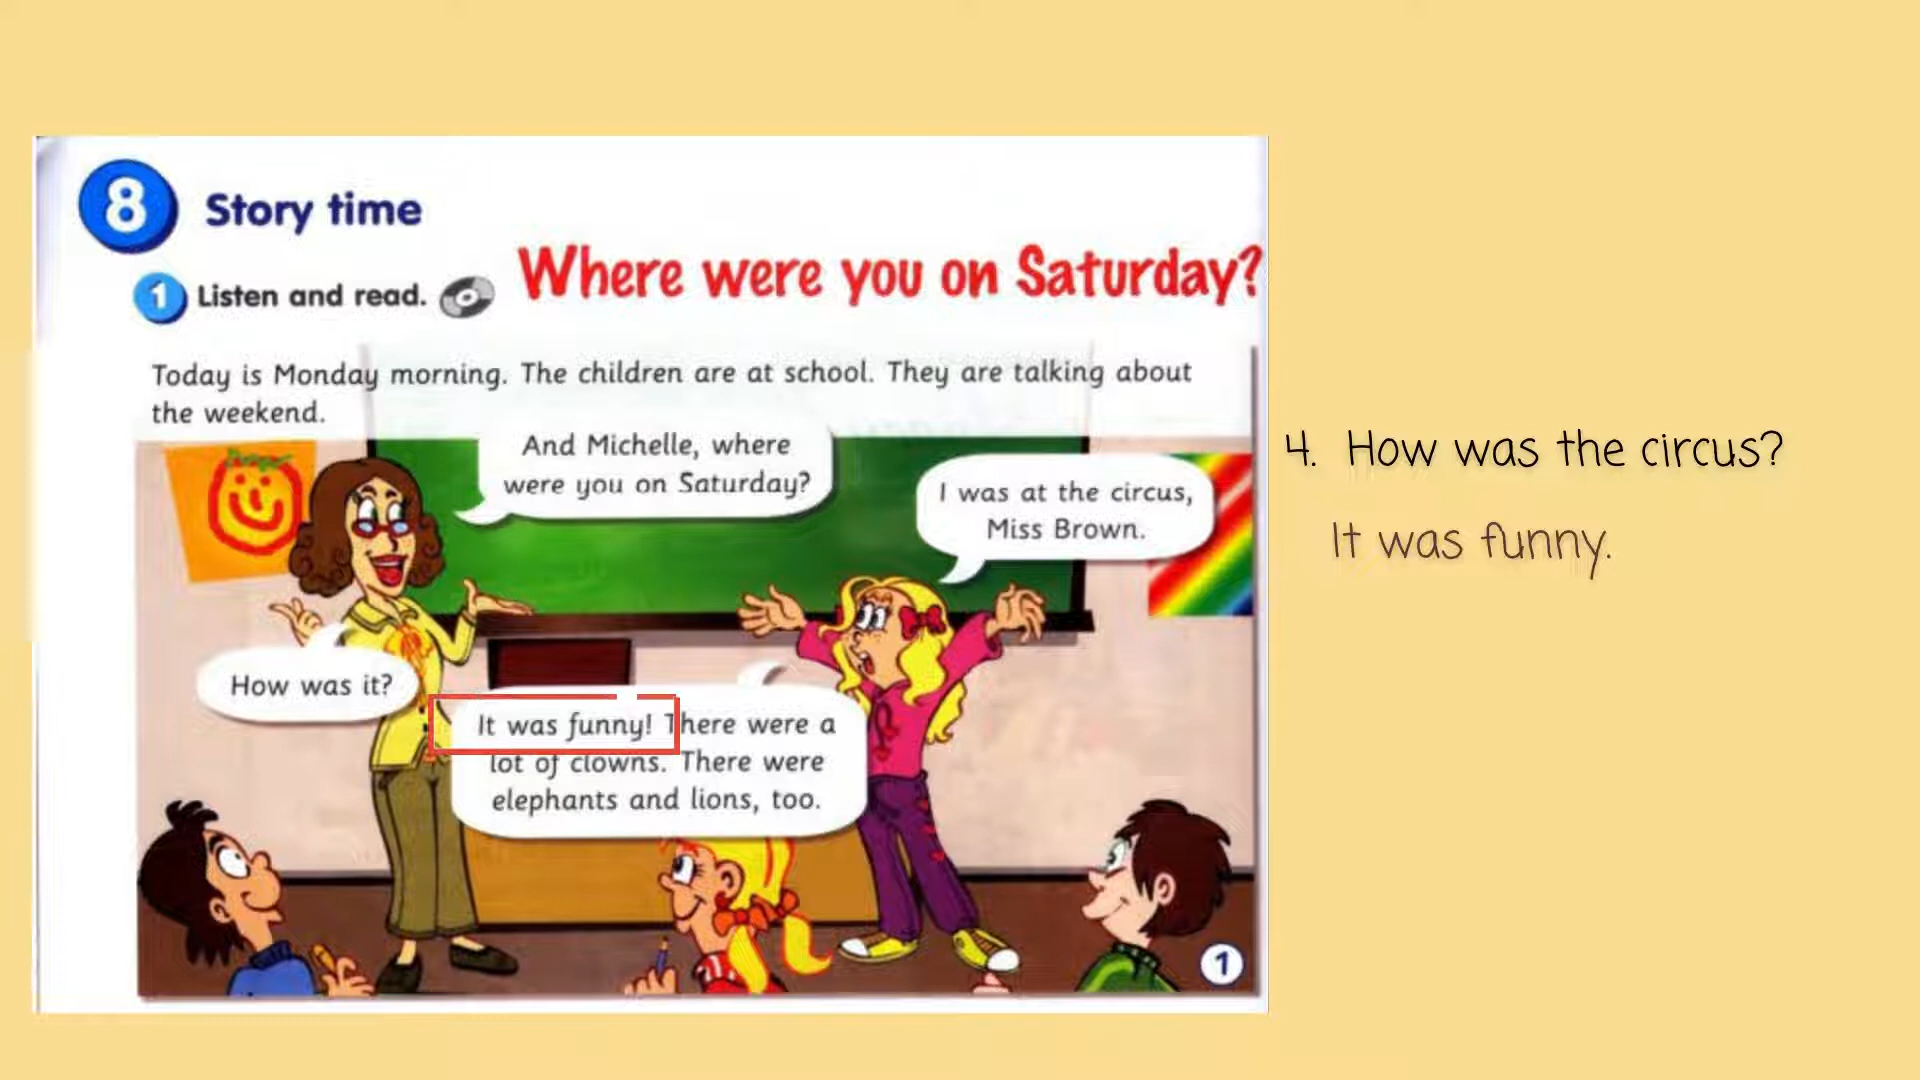 8 Story time
Where were you on Saturday?
1 Listen and read.
Today is Monday morning. The children are at school. They are talking about
the weekend.
And Michelle, where
were you on Saturday?
I was at the circus,
Miss Brown.
How was it?
It was funny! There were a
lot of clowns. There were
elephants and lions, too.
1
4. How was the circus?
It was funny.